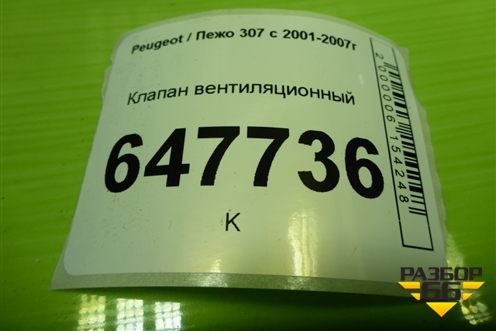 Peugeot / Пежо 307 с 2001-2007г
Клапан вентиляционный
647736
К
2000006154248
РАЗБОР
66